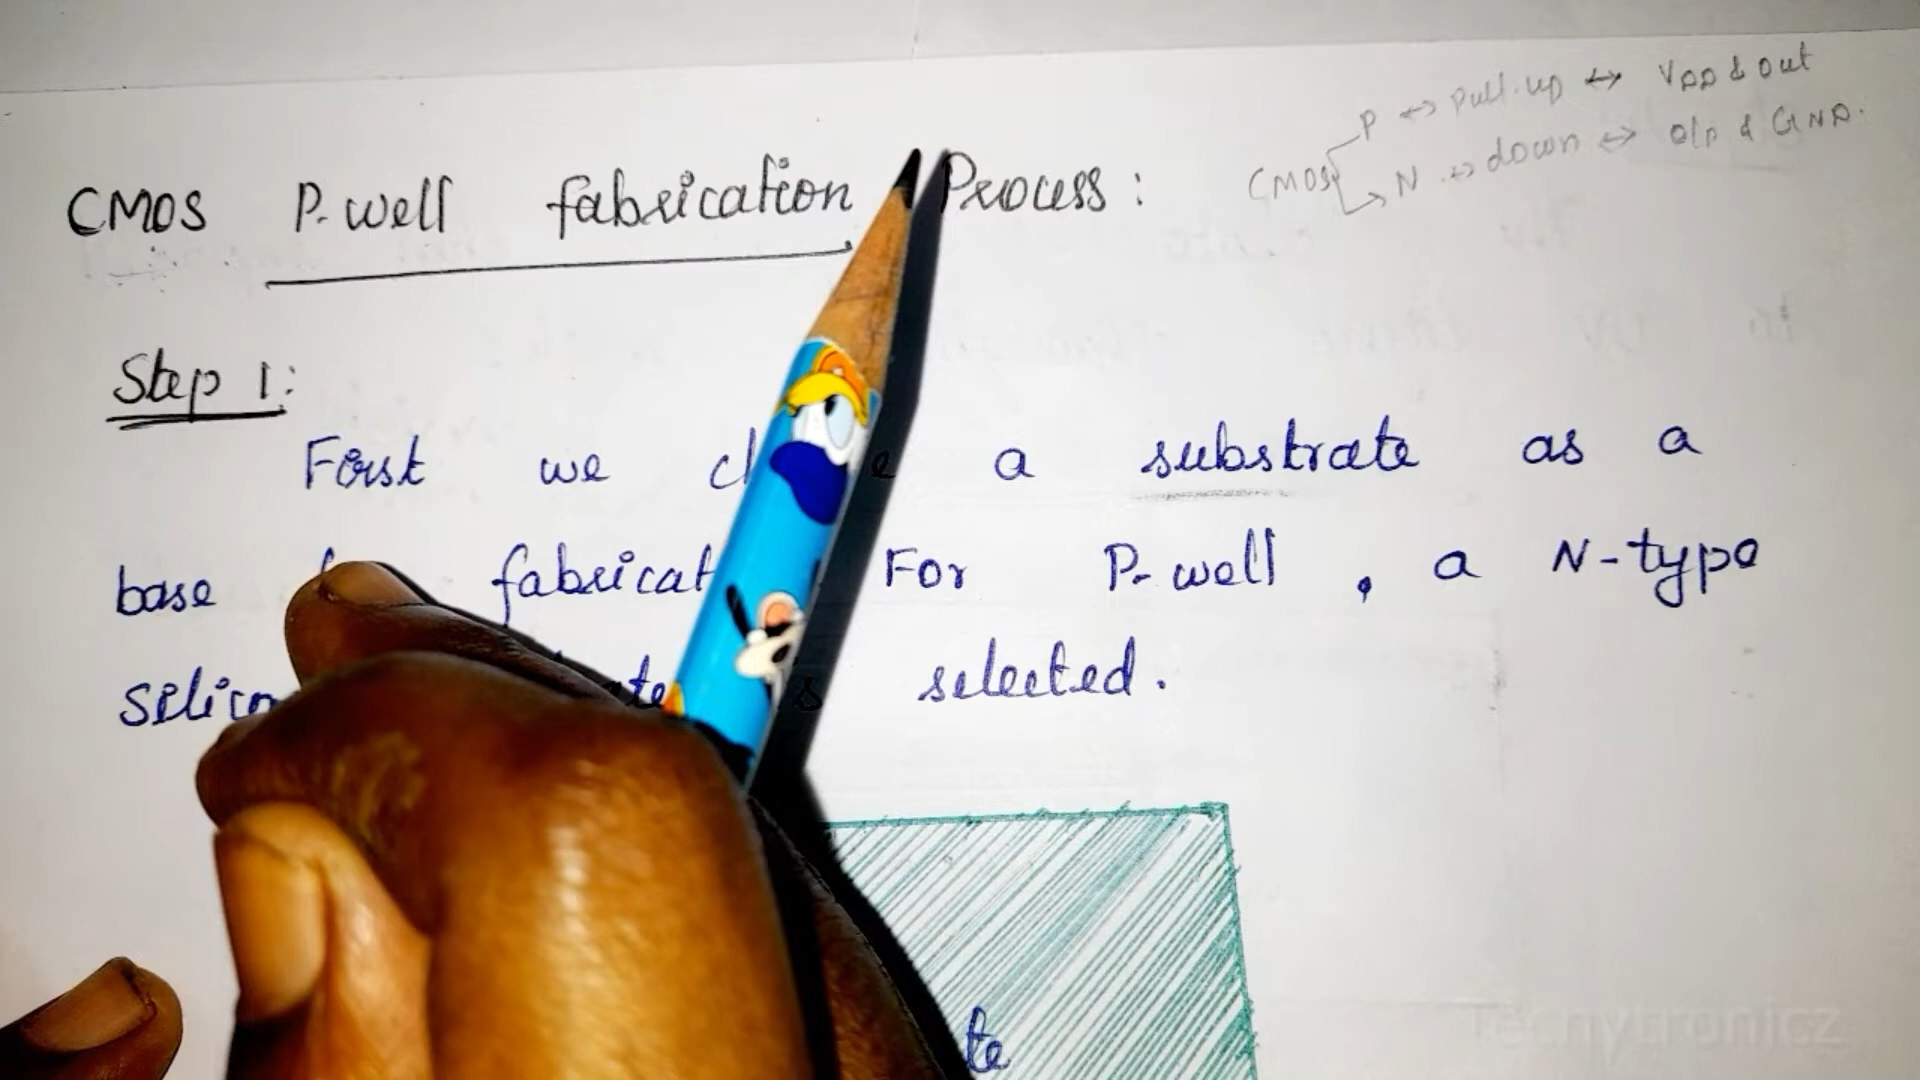 CMOS P-well fabrication Process:
CMOS P ↔ pull-up ↔ VDD & out
N ↔ down ↔ o/p & GND.
Step 1:
First we a substrate as a
base For P-well, a N-type
selected.
Technytronicz